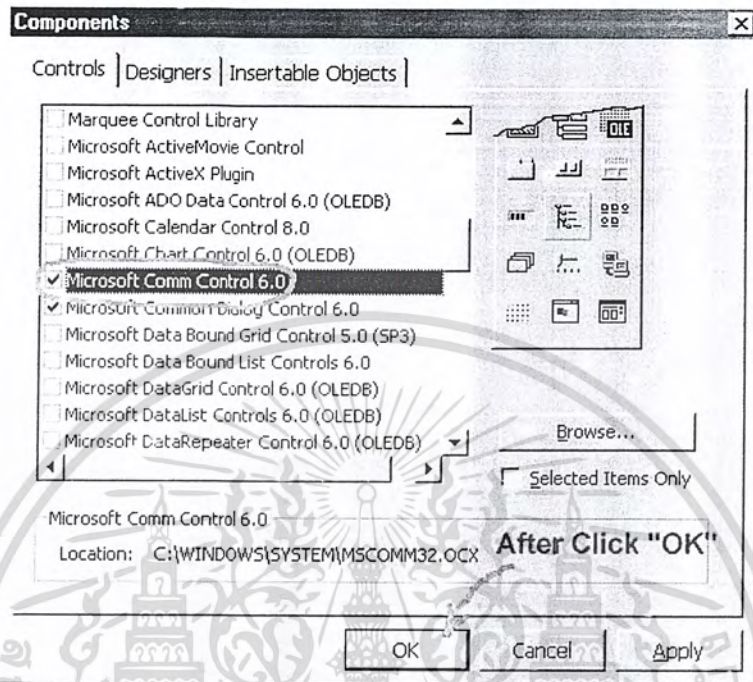 Components
Controls Designers Insertable Objects
Marquee Control Library
Microsoft ActiveMovie Control
Microsoft ActiveX Plugin
Microsoft ADO Data Control 6.0 (OLEDB)
Microsoft Calendar Control 8.0
Microsoft Chart Control 6.0 (OLEDB)
Microsoft Comm Control 6.0
Microsoft Common Dialog Control 6.0
Microsoft Data Bound Grid Control 5.0 (SP3)
Microsoft Data Bound List Controls 6.0
Microsoft DataGrid Control 6.0 (OLEDB)
Microsoft DataList Controls 6.0 (OLEDB)
Microsoft DataRepeater Control 6.0 (OLEDB)
OLE
Browse...
Selected Items Only
Microsoft Comm Control 6.0
Location: C:\WINDOWS\SYSTEM\MSCOMM32.OCX
After Click "OK"
OK Cancel Apply